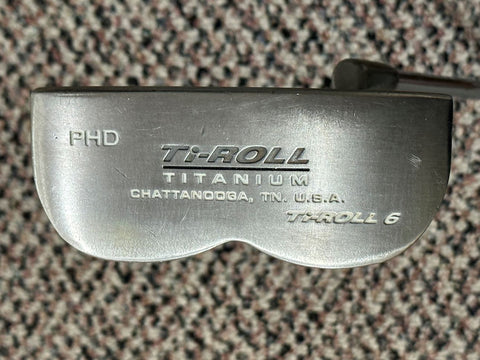 PHD
Ti-ROLL
TITANIUM
CHATTANOOGA, TN. U.S.A.
Ti-ROLL 6